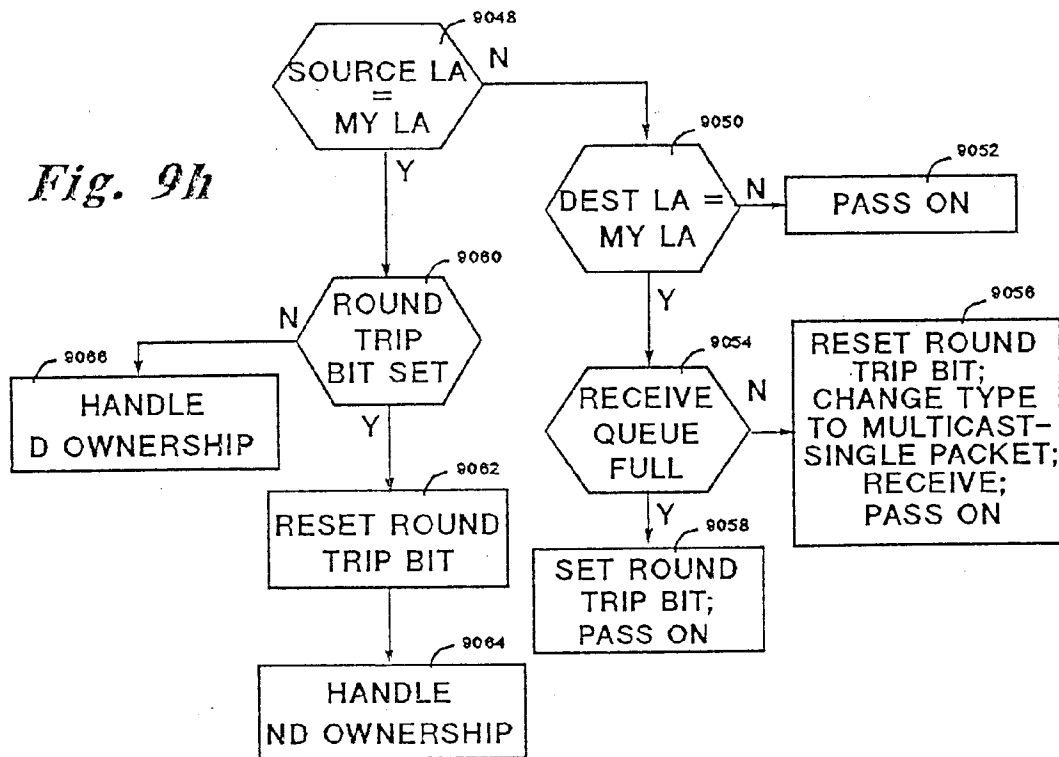 9048
SOURCE LA
=
MY LA
N
Y
Fig. 9h
9050
DEST LA =
MY LA
N
Y
9052
PASS ON
9060
ROUND
TRIP
BIT SET
N
Y
9066
HANDLE
D OWNERSHIP
9054
RECEIVE
QUEUE
FULL
N
Y
9056
RESET ROUND
TRIP BIT;
CHANGE TYPE
TO MULTICAST-
SINGLE PACKET;
RECEIVE;
PASS ON
9062
RESET ROUND
TRIP BIT
9058
SET ROUND
TRIP BIT;
PASS ON
9064
HANDLE
ND OWNERSHIP